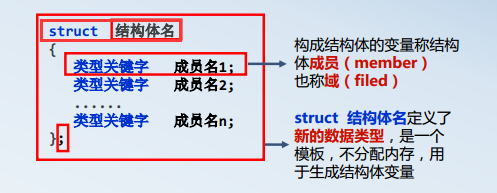 struct 结构体名
{
类型关键字 成员名1;
类型关键字 成员名2;
......
类型关键字 成员名n;
};
构成结构体的变量称结构
体成员（member）
也称域（filed）
struct 结构体名定义了
新的数据类型，是一个
模板，不分配内存，用
于生成结构体变量